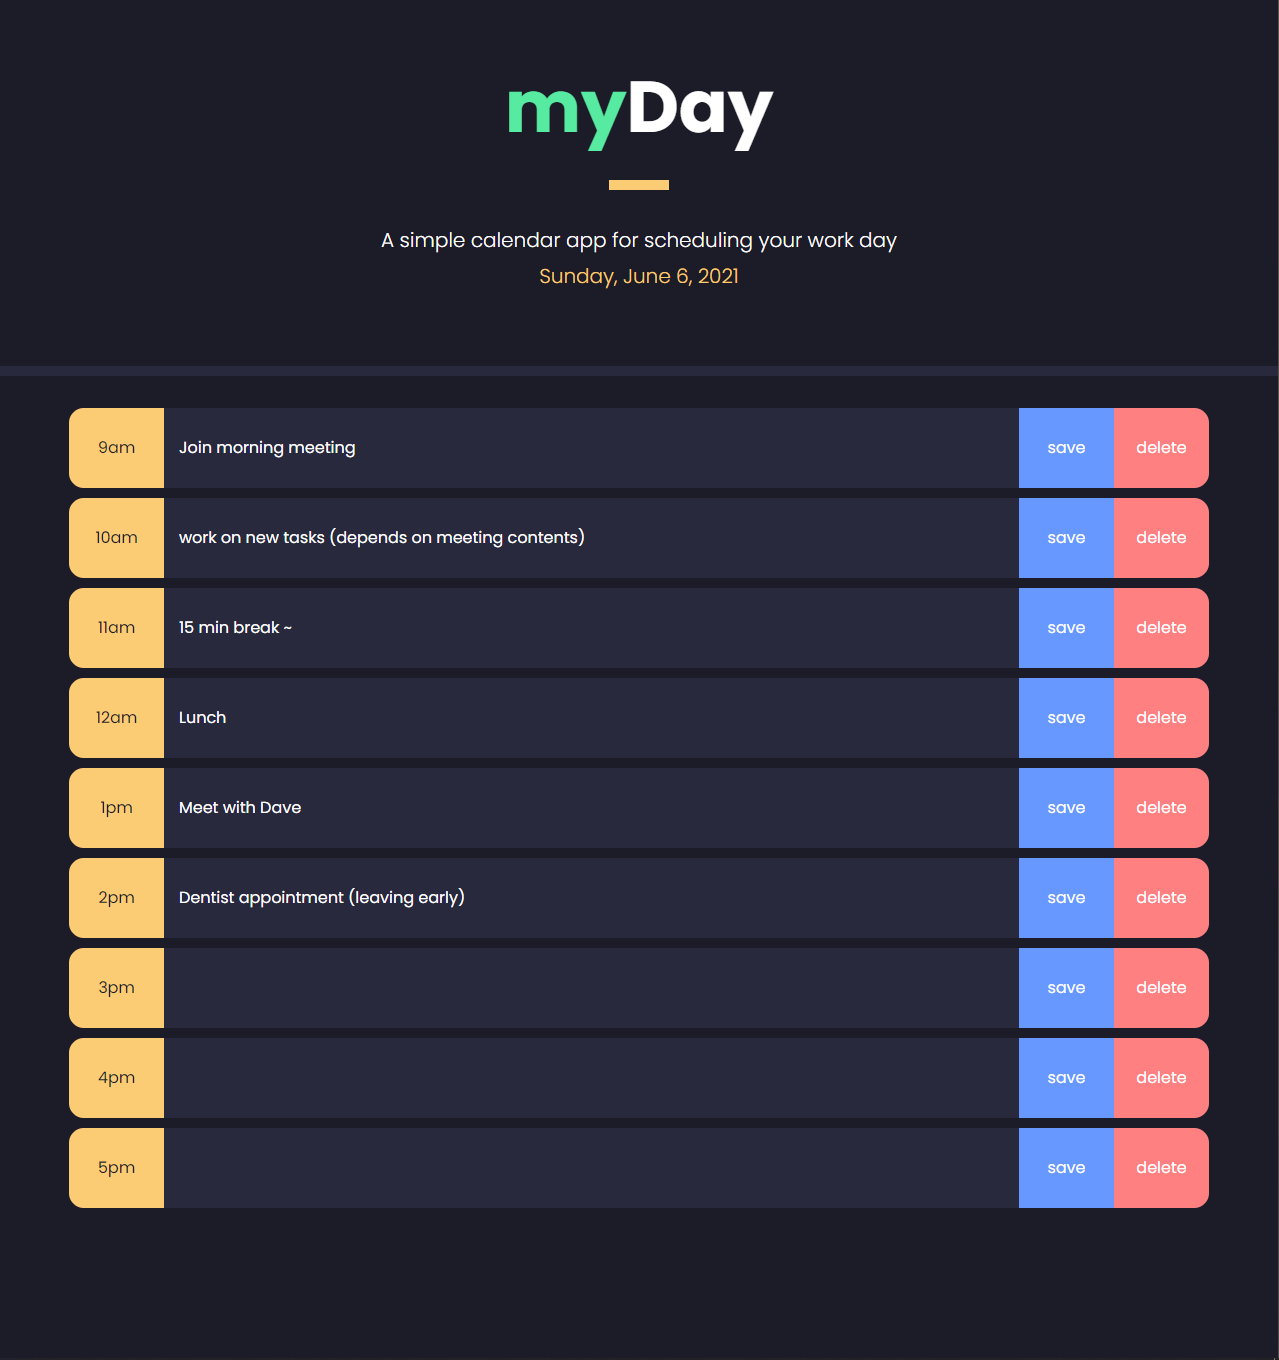 myDay
A simple calendar app for scheduling your work day
Sunday, June 6, 2021
9am Join morning meeting save delete
10am work on new tasks (depends on meeting contents) save delete
11am 15 min break ~ save delete
12am Lunch save delete
1pm Meet with Dave save delete
2pm Dentist appointment (leaving early) save delete
3pm save delete
4pm save delete
5pm save delete